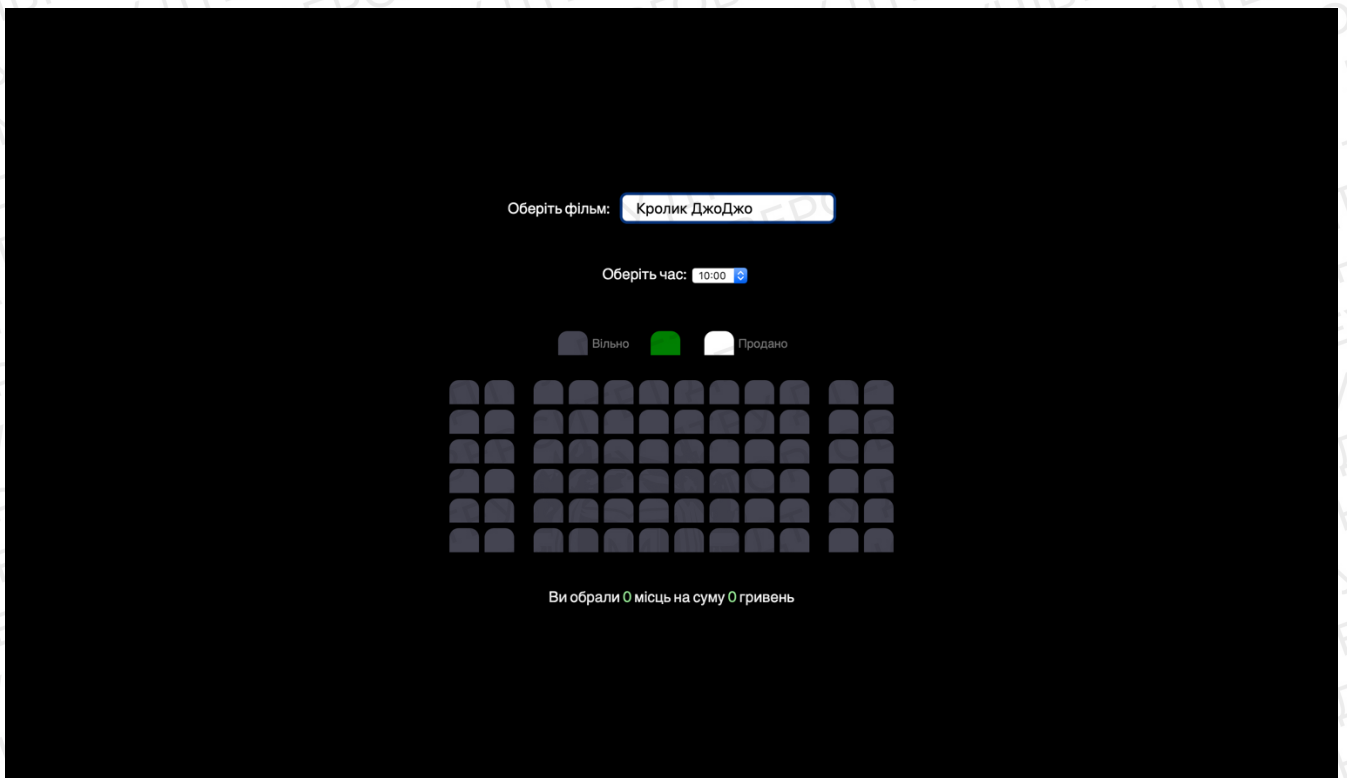 Оберіть фільм: Кролик ДжоДжо
Оберіть час: 10:00
Вільно Продано
Ви обрали 0 місць на суму 0 гривень